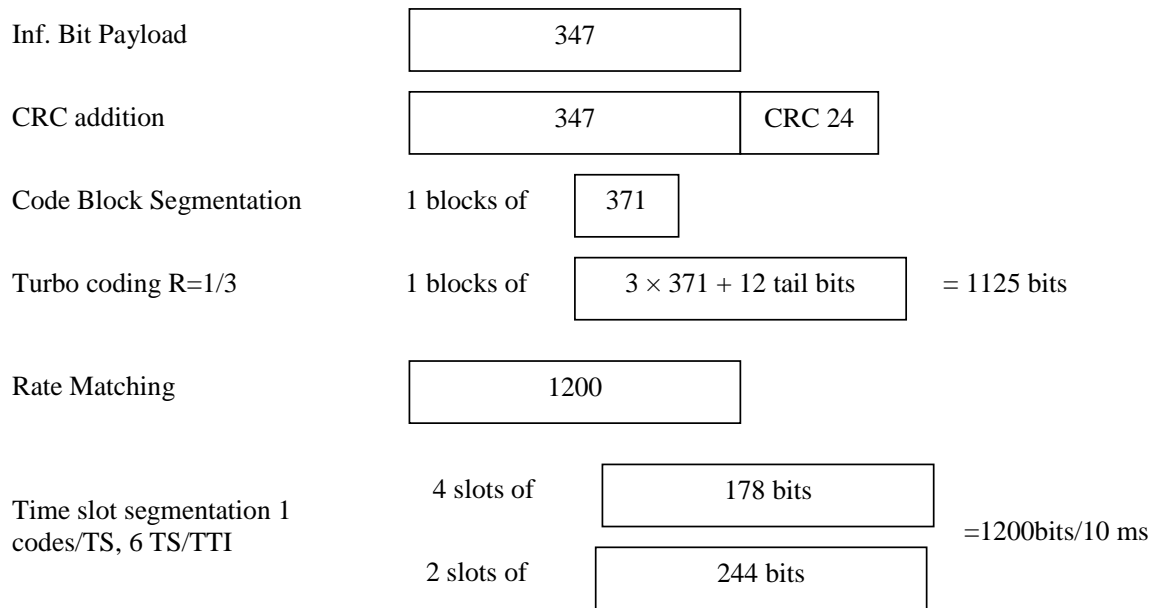 Inf. Bit Payload 347
CRC addition 347 CRC 24
Code Block Segmentation 1 blocks of 371
Turbo coding R=1/3 1 blocks of 3 × 371 + 12 tail bits = 1125 bits
Rate Matching 1200
4 slots of 178 bits
Time slot segmentation 1
codes/TS, 6 TS/TTI
=1200bits/10 ms
2 slots of 244 bits